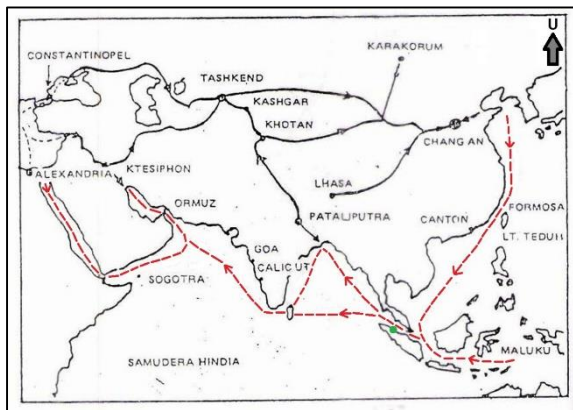 U
CONSTANTINOPEL
KARAKORUM
TASHKEND
KASHGAR
KHOTAN
CHANG AN
ALEXANDRIA
KTESIPHON
LHASA
ORMUZ
PATALIPUTRA
CANTON
FORMOSA
LT. TEDUH
GOA
CALICUT
SOGOTRA
MALUKU
SAMUDERA HINDIA